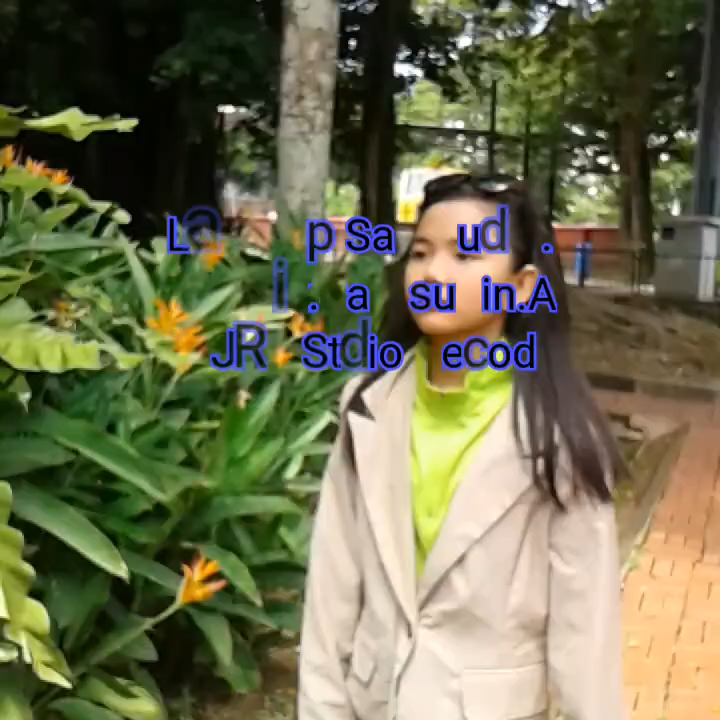 La p Sa ud .
i : a su in.A
JR Stdio ecod